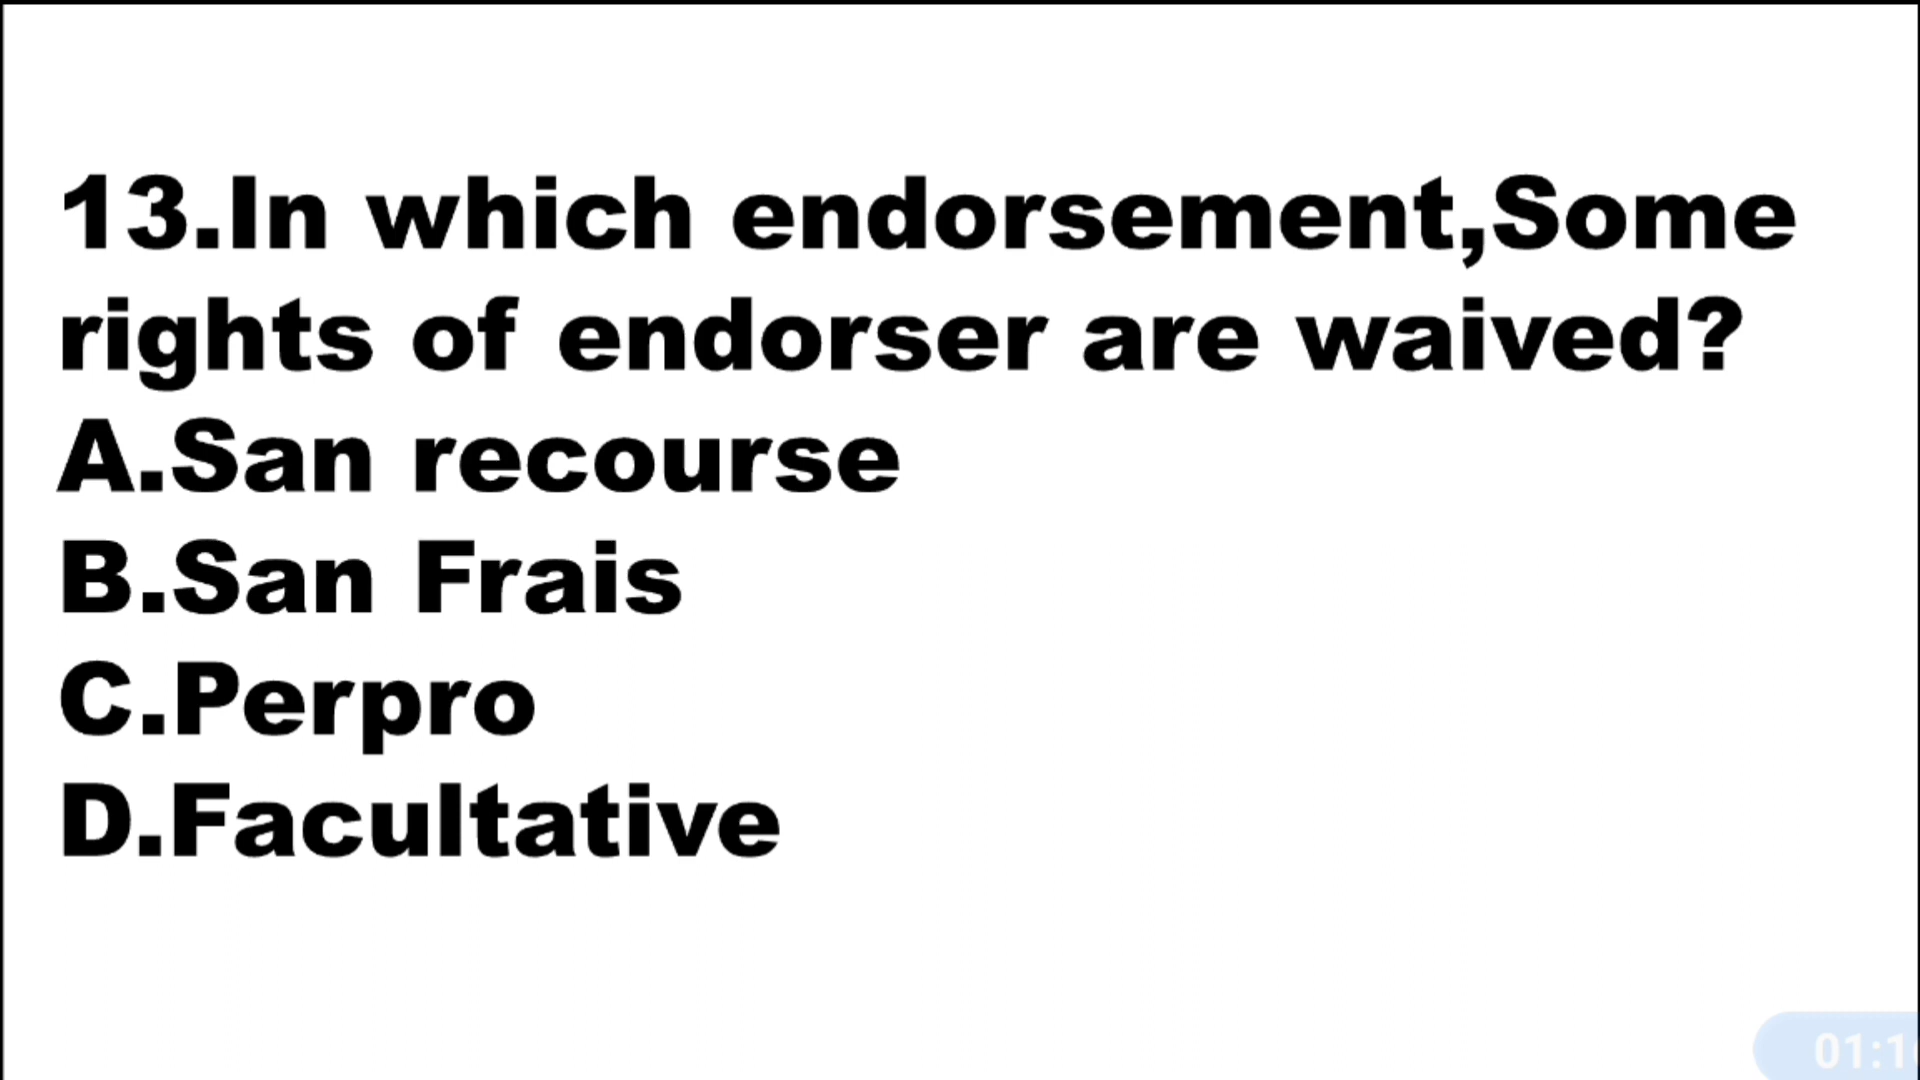 13.In which endorsement,Some
rights of endorser are waived?
A.San recourse
B.San Frais
C.Perpro
D.Facultative